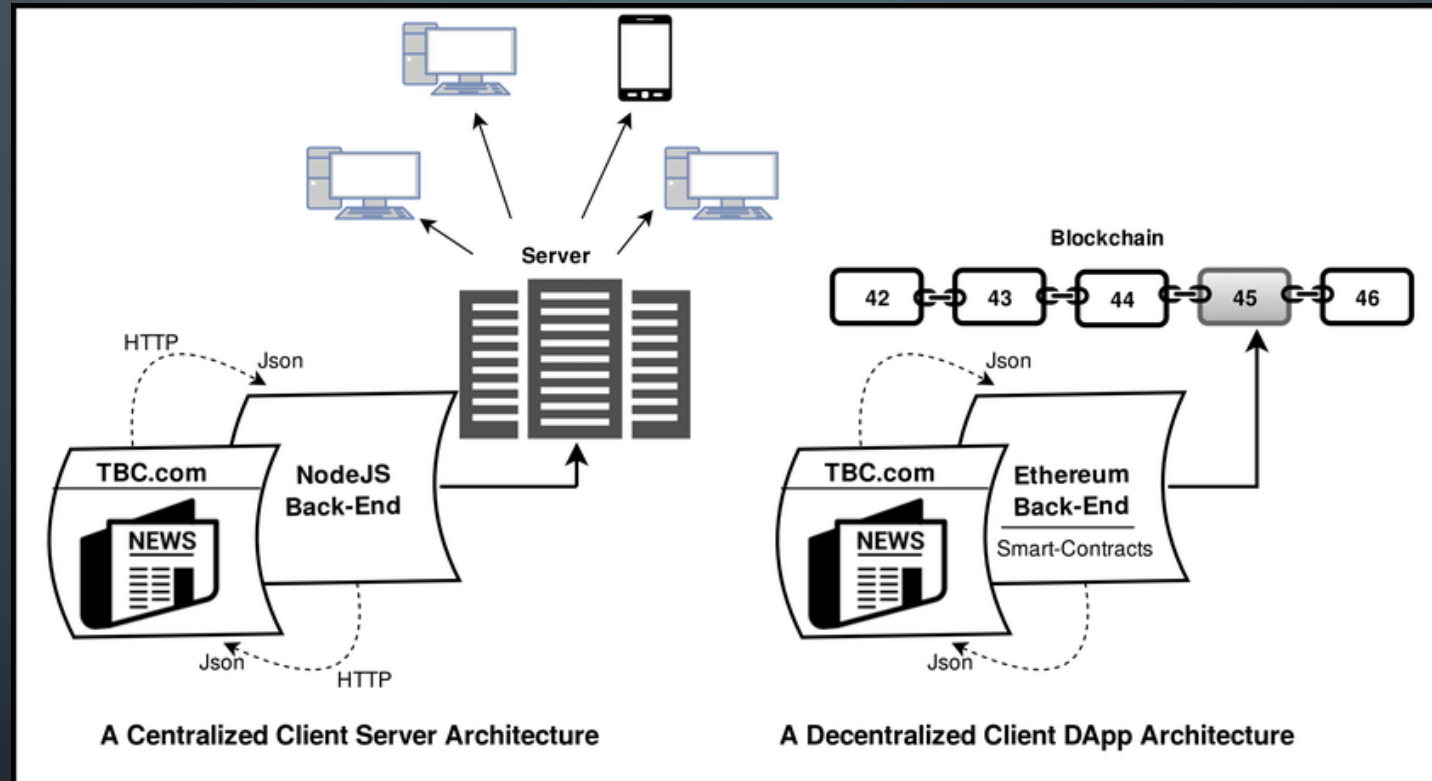 Server
HTTP
Json
TBC.com
NEWS
NodeJS
Back-End
Json
HTTP
A Centralized Client Server Architecture
Blockchain
42
43
44
45
46
Json
TBC.com
NEWS
Ethereum
Back-End
Smart-Contracts
Json
A Decentralized Client DApp Architecture